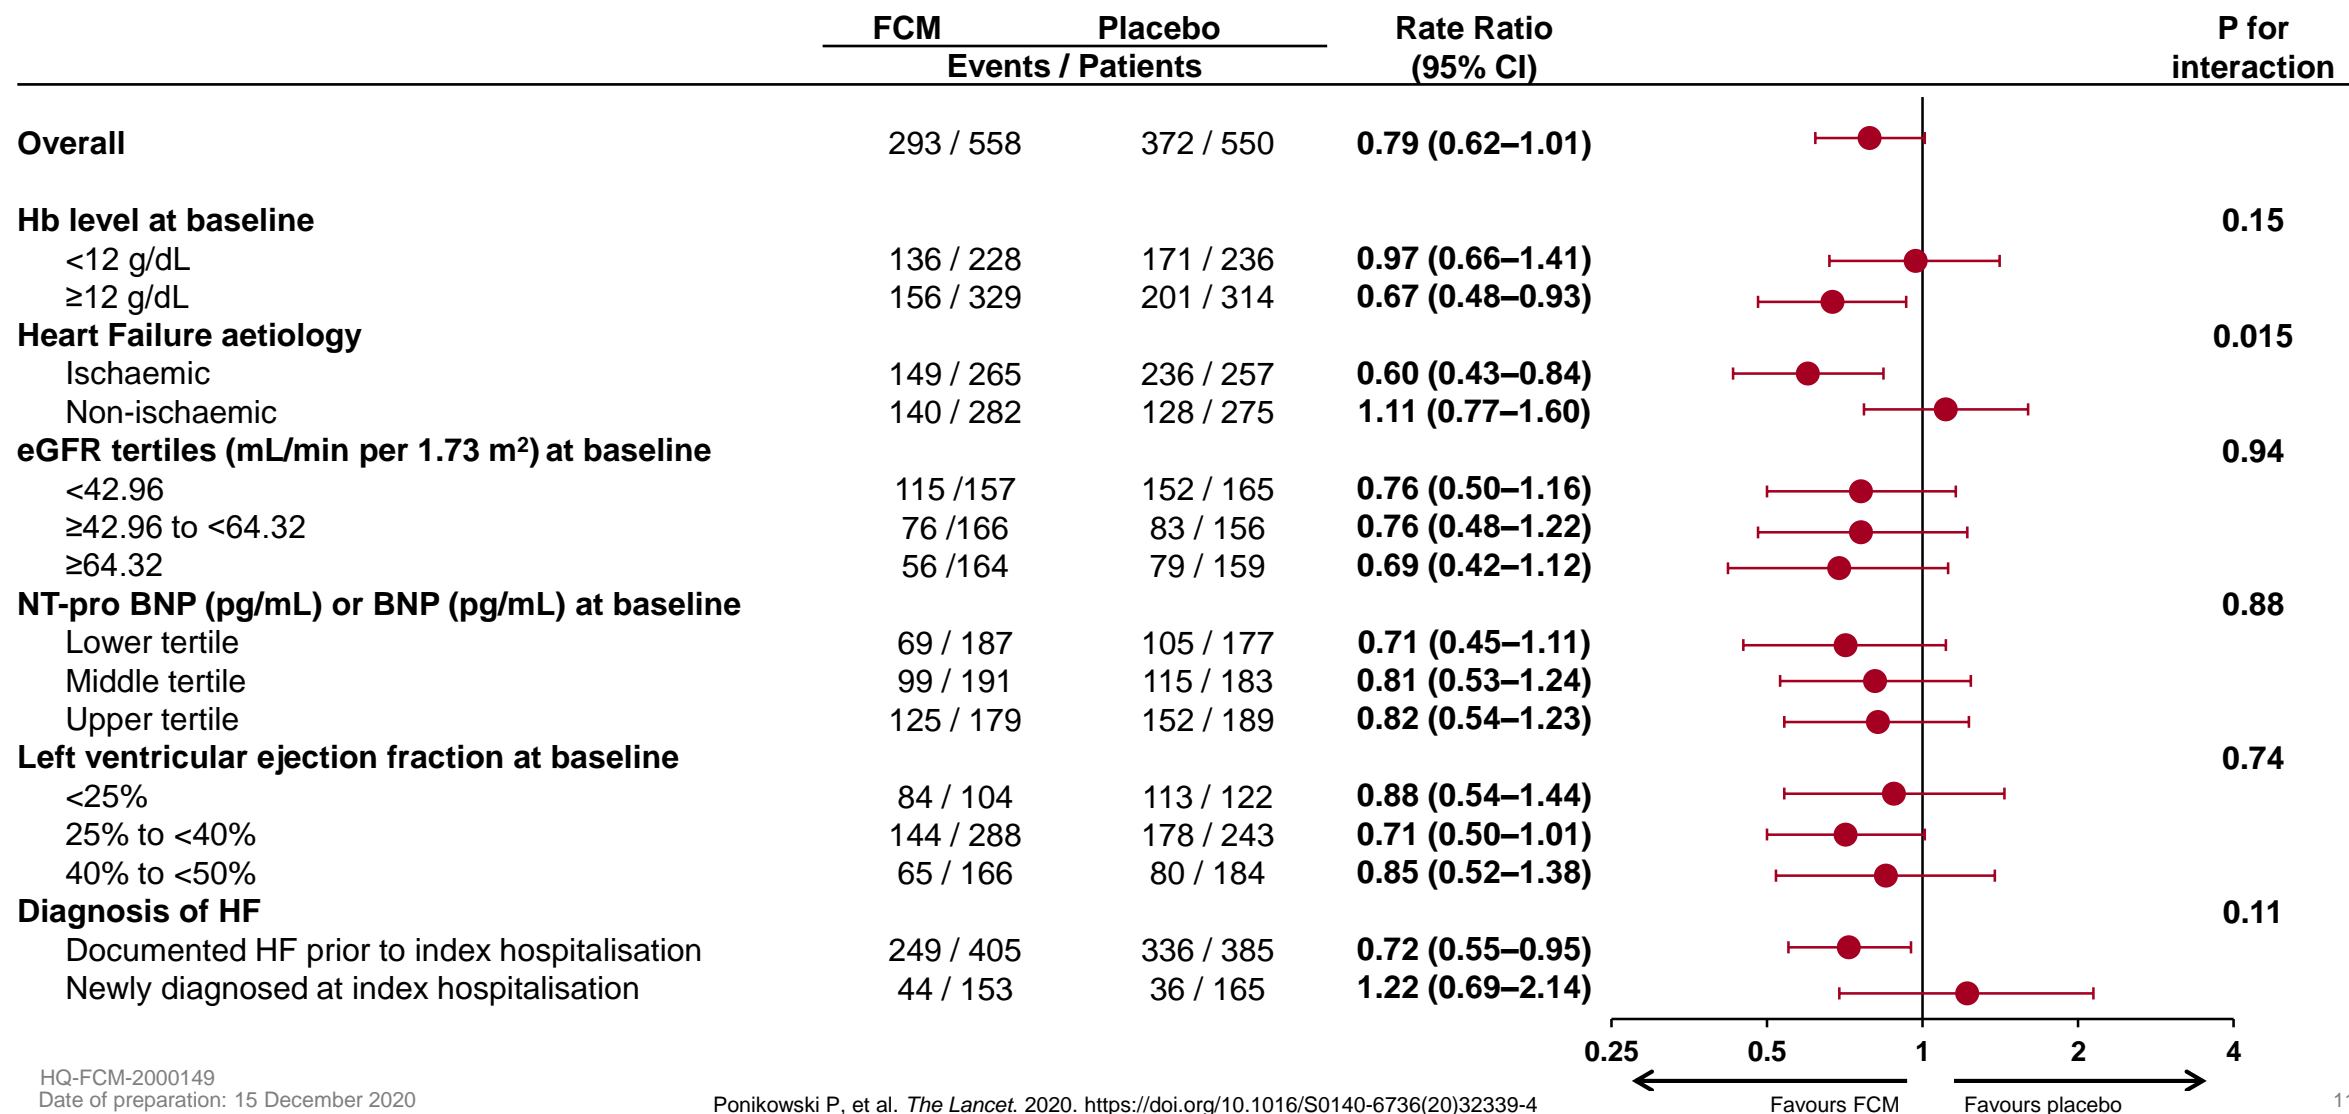 FCM Placebo Rate Ratio P for
Events / Patients (95% CI) interaction
Overall 293 / 558 372 / 550 0.79 (0.62–1.01)
Hb level at baseline 0.15
<12 g/dL 136 / 228 171 / 236 0.97 (0.66–1.41)
≥12 g/dL 156 / 329 201 / 314 0.67 (0.48–0.93)
Heart Failure aetiology 0.015
Ischaemic 149 / 265 236 / 257 0.60 (0.43–0.84)
Non-ischaemic 140 / 282 128 / 275 1.11 (0.77–1.60)
eGFR tertiles (mL/min per 1.73 m²) at baseline 0.94
<42.96 115 /157 152 / 165 0.76 (0.50–1.16)
≥42.96 to <64.32 76 /166 83 / 156 0.76 (0.48–1.22)
≥64.32 56 /164 79 / 159 0.69 (0.42–1.12)
NT-pro BNP (pg/mL) or BNP (pg/mL) at baseline 0.88
Lower tertile 69 / 187 105 / 177 0.71 (0.45–1.11)
Middle tertile 99 / 191 115 / 183 0.81 (0.53–1.24)
Upper tertile 125 / 179 152 / 189 0.82 (0.54–1.23)
Left ventricular ejection fraction at baseline 0.74
<25% 84 / 104 113 / 122 0.88 (0.54–1.44)
25% to <40% 144 / 288 178 / 243 0.71 (0.50–1.01)
40% to <50% 65 / 166 80 / 184 0.85 (0.52–1.38)
Diagnosis of HF 0.11
Documented HF prior to index hospitalisation 249 / 405 336 / 385 0.72 (0.55–0.95)
Newly diagnosed at index hospitalisation 44 / 153 36 / 165 1.22 (0.69–2.14)
0.25 0.5 1 2 4
Favours FCM Favours placebo
HQ-FCM-2000149
Date of preparation: 15 December 2020
Ponikowski P, et al. The Lancet. 2020. https://doi.org/10.1016/S0140-6736(20)32339-4